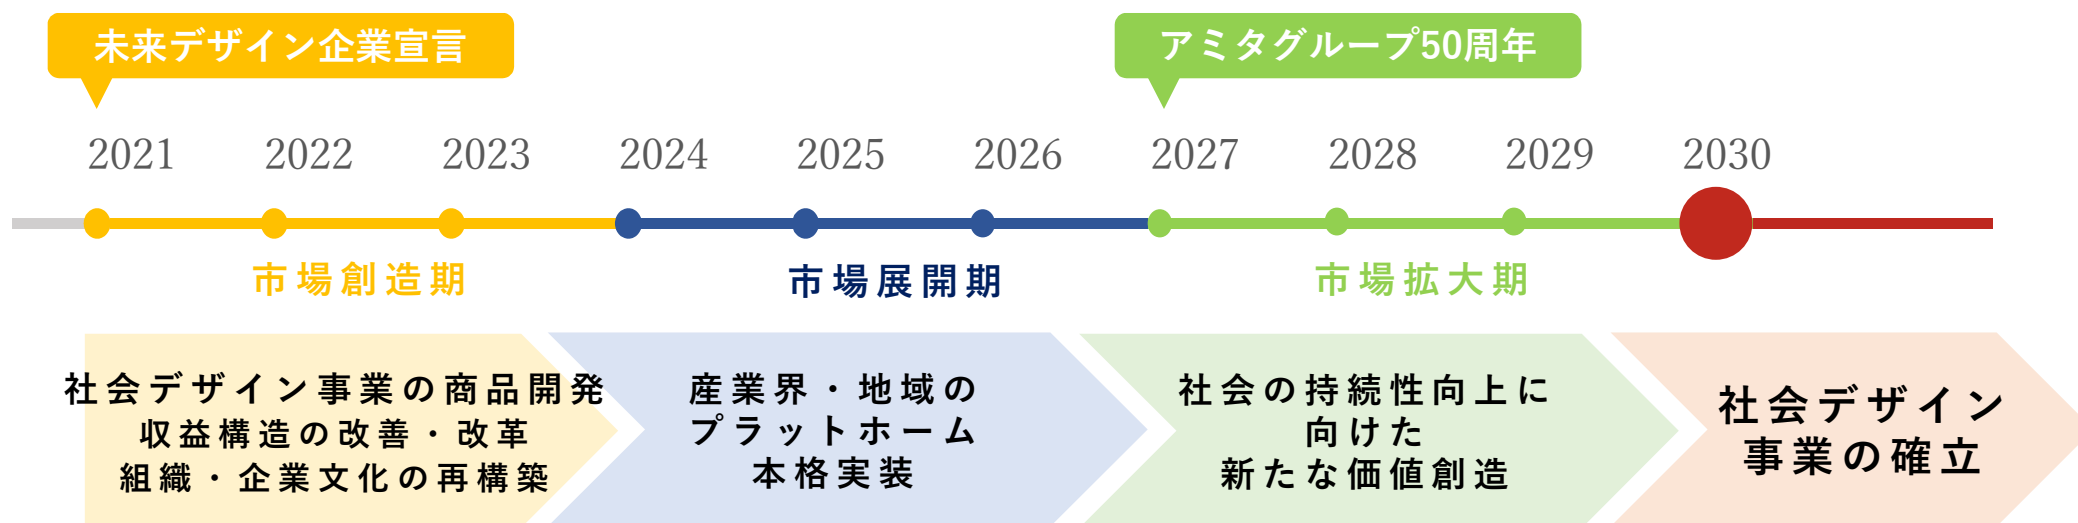 未来デザイン企業宣言
アミタグループ50周年
2021 2022 2023 2024 2025 2026 2027 2028 2029 2030
市場創造期
市場展開期
市場拡大期
社会デザイン事業の商品開発
収益構造の改善・改革
組織・企業文化の再構築
産業界・地域の
プラットホーム
本格実装
社会の持続性向上に
向けた
新たな価値創造
社会デザイン
事業の確立